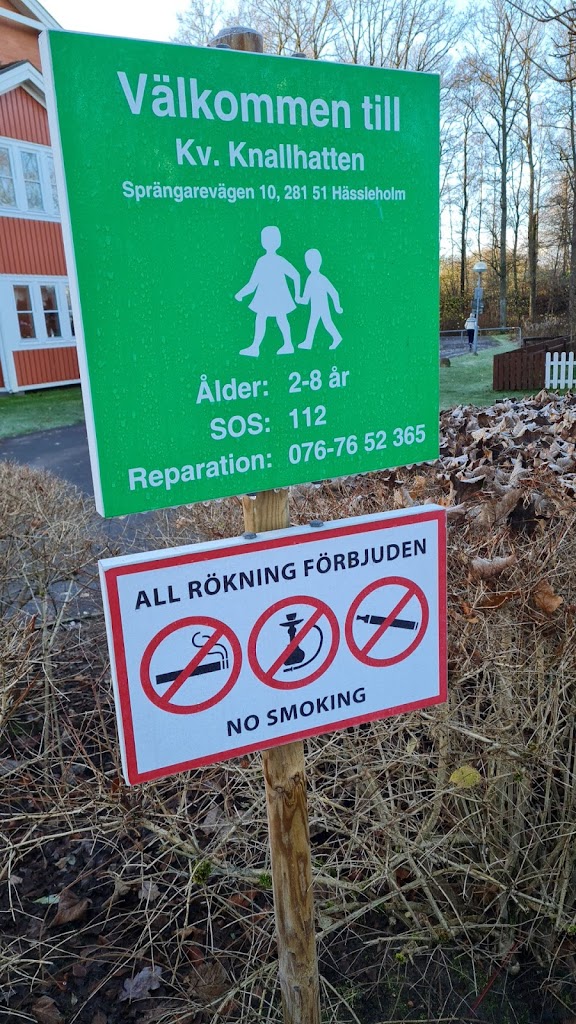 Välkommen till
Kv. Knallhatten
Sprängarevägen 10, 281 51 Hässleholm
Ålder: 2-8 år
SOS: 112
Reparation: 076-76 52 365
ALL RÖKNING FÖRBJUDEN
NO SMOKING